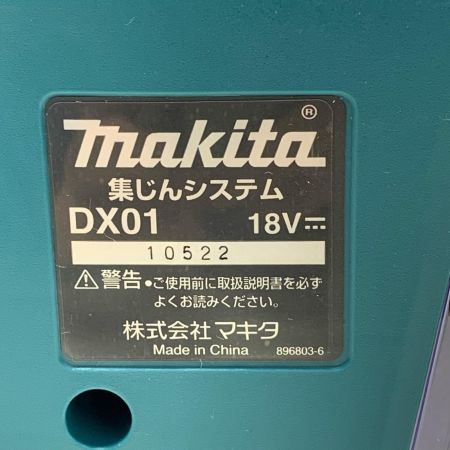 makita®
集じんシステム
DX01 18V⎓
10522
⚠警告 •ご使用前に取扱説明書を必ず
よくお読みください。
株式会社マキタ
Made in China 896803-6